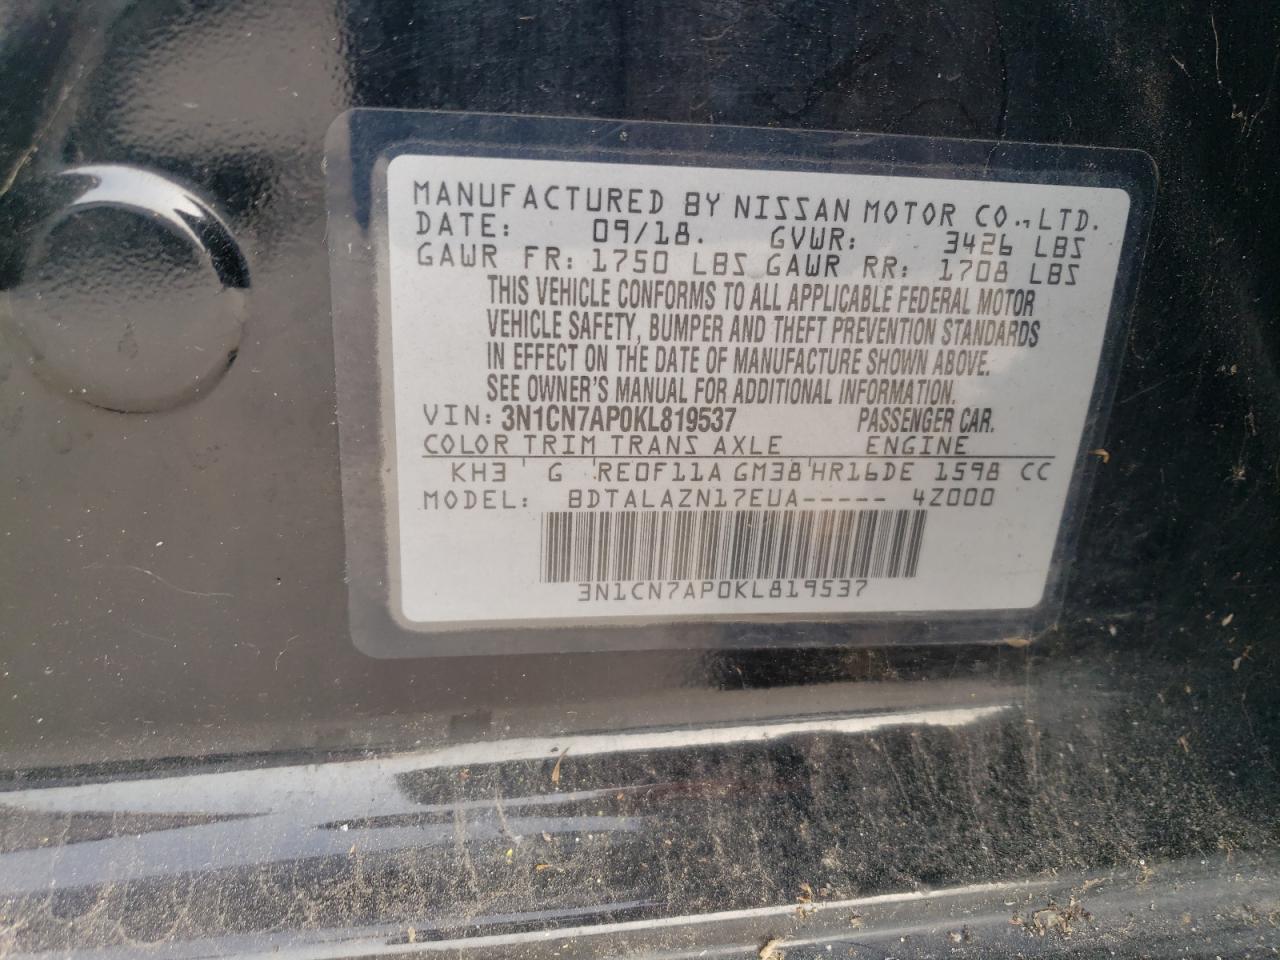 MANUFACTURED BY NISSAN MOTOR CO.,LTD.
DATE: 09/18. GVWR: 3426 LBS
GAWR FR: 1750 LBS GAWR RR: 1708 LBS
THIS VEHICLE CONFORMS TO ALL APPLICABLE FEDERAL MOTOR
VEHICLE SAFETY, BUMPER AND THEFT PREVENTION STANDARDS
IN EFFECT ON THE DATE OF MANUFACTURE SHOWN ABOVE.
SEE OWNER'S MANUAL FOR ADDITIONAL INFORMATION.
VIN: 3N1CN7AP0KL819537 PASSENGER CAR.
COLOR TRIM TRANS AXLE ENGINE
KH3 G RE0F11A GM38 HR16DE 1598 CC
MODEL: BDTALAZN17EUA----- 4Z000
3N1CN7AP0KL819537